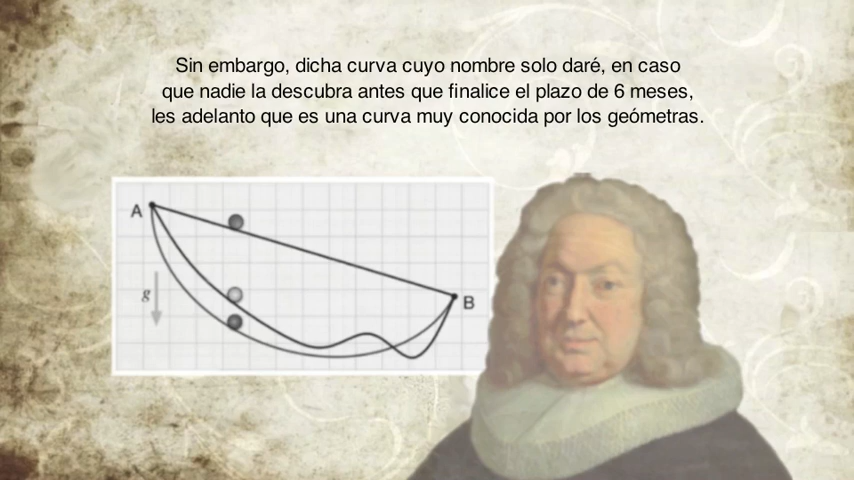 Sin embargo, dicha curva cuyo nombre solo daré, en caso
que nadie la descubra antes que finalice el plazo de 6 meses,
les adelanto que es una curva muy conocida por los geómetras.
A
g
B